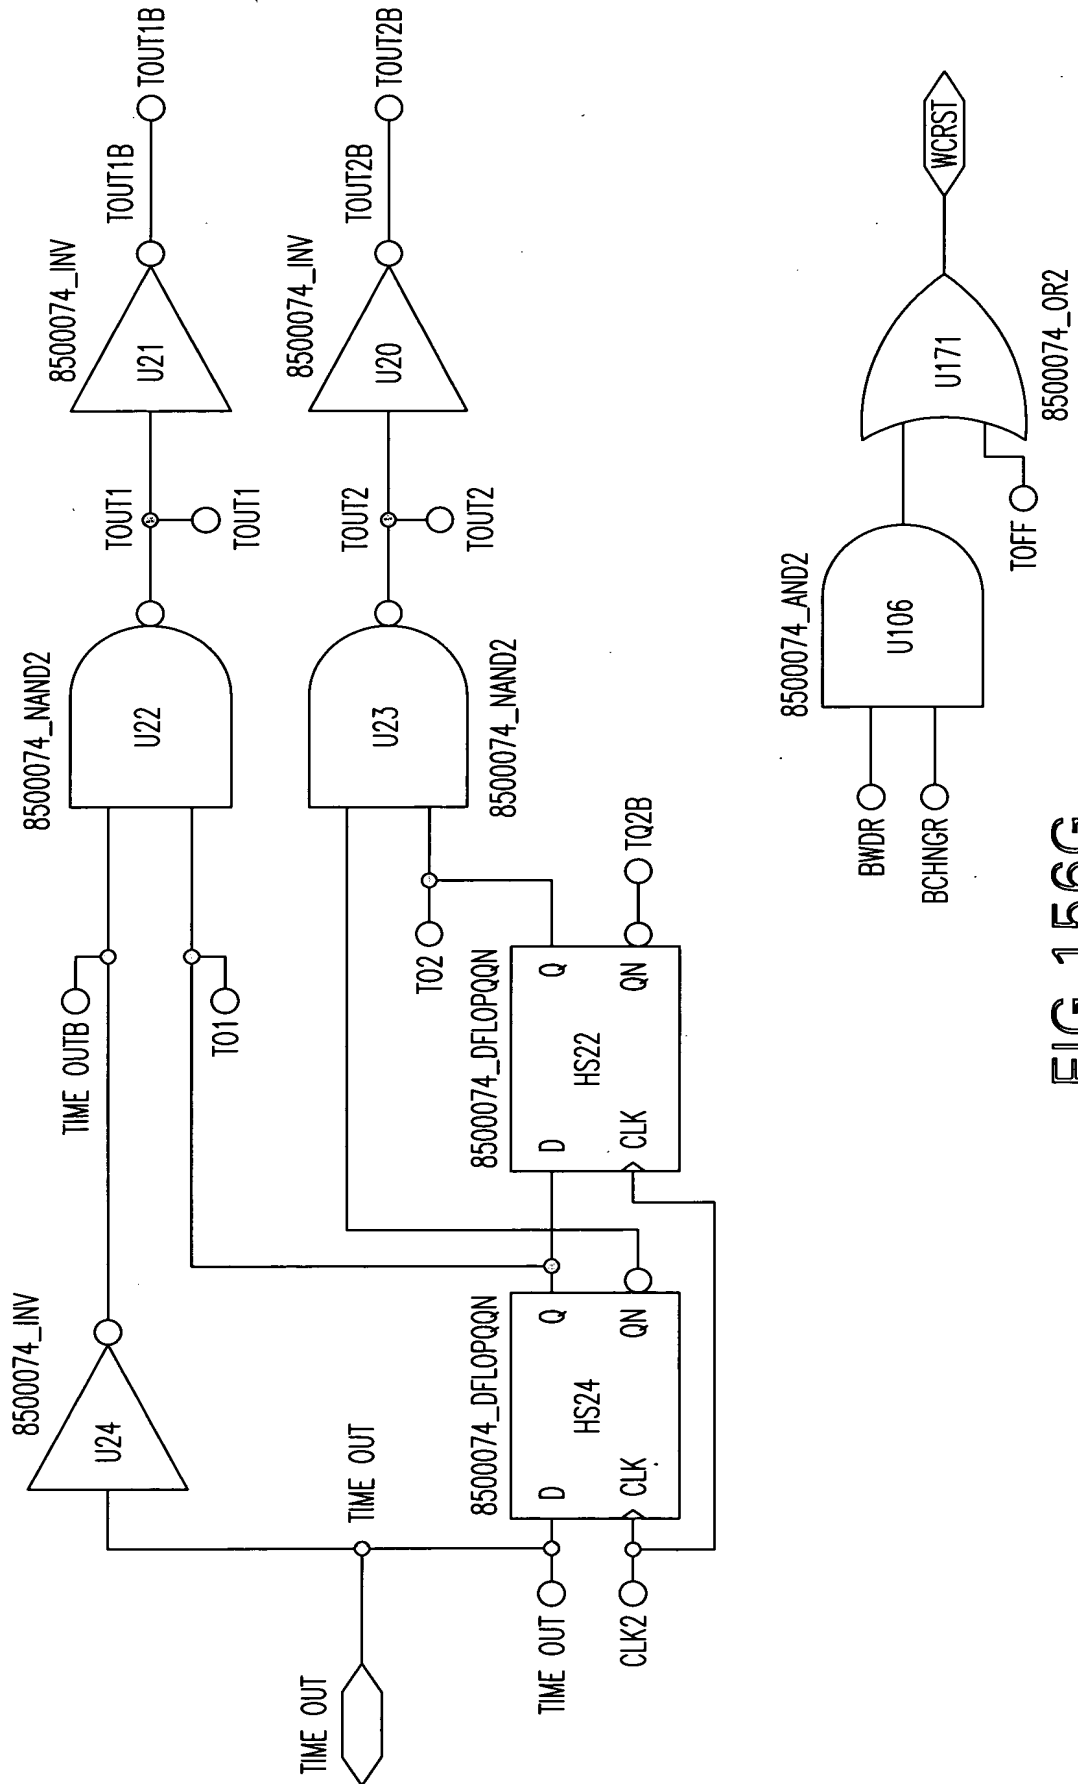 8500074_INV
U24
TIME OUTB
8500074_NAND2
U22
TOUT1
TOUT1
8500074_INV
U21
TOUT1B
TOUT1B
TO1
TIME OUT
TIME OUT
8500074_NAND2
U23
TOUT2
TOUT2
8500074_INV
U20
TOUT2B
TOUT2B
TO2
TIME OUT
CLK2
8500074_DFLOPQQN
D
Q
HS24
CLK
QN
8500074_DFLOPQQN
D
Q
HS22
CLK
QN
TQ2B
BWDR
BCHNGR
8500074_AND2
U106
TOFF
U171
8500074_OR2
WCRST
FIG. 156G